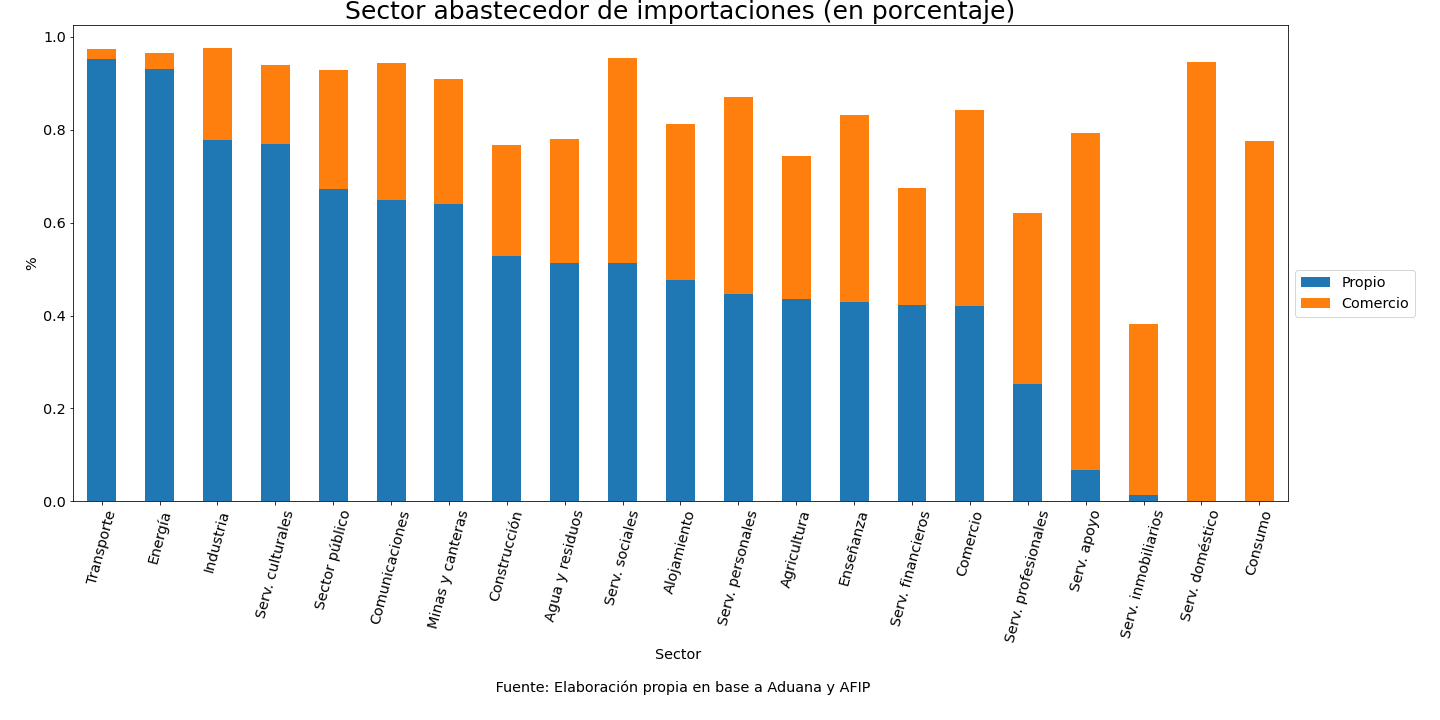 Sector abastecedor de importaciones (en porcentaje)
1.0
0.8
0.6
0.4
0.2
0.0
%
Propio
Comercio
Transporte
Energía
Industria
Serv. culturales
Sector público
Comunicaciones
Minas y canteras
Construcción
Agua y residuos
Serv. sociales
Alojamiento
Serv. personales
Agricultura
Enseñanza
Serv. financieros
Comercio
Serv. profesionales
Serv. apoyo
Serv. inmobiliarios
Serv. doméstico
Consumo
Sector
Fuente: Elaboración propia en base a Aduana y AFIP